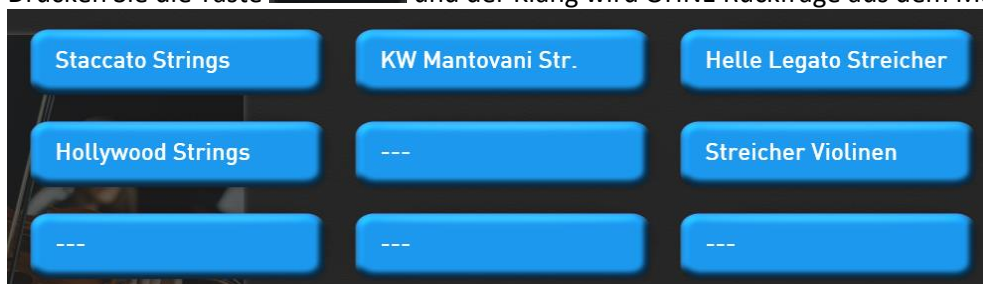 Drücken Sie die Taste und der Klang wird OHNE Rückfrage aus dem
Staccato Strings KW Mantovani Str. Helle Legato Streicher
Hollywood Strings --- Streicher Violinen
--- --- ---